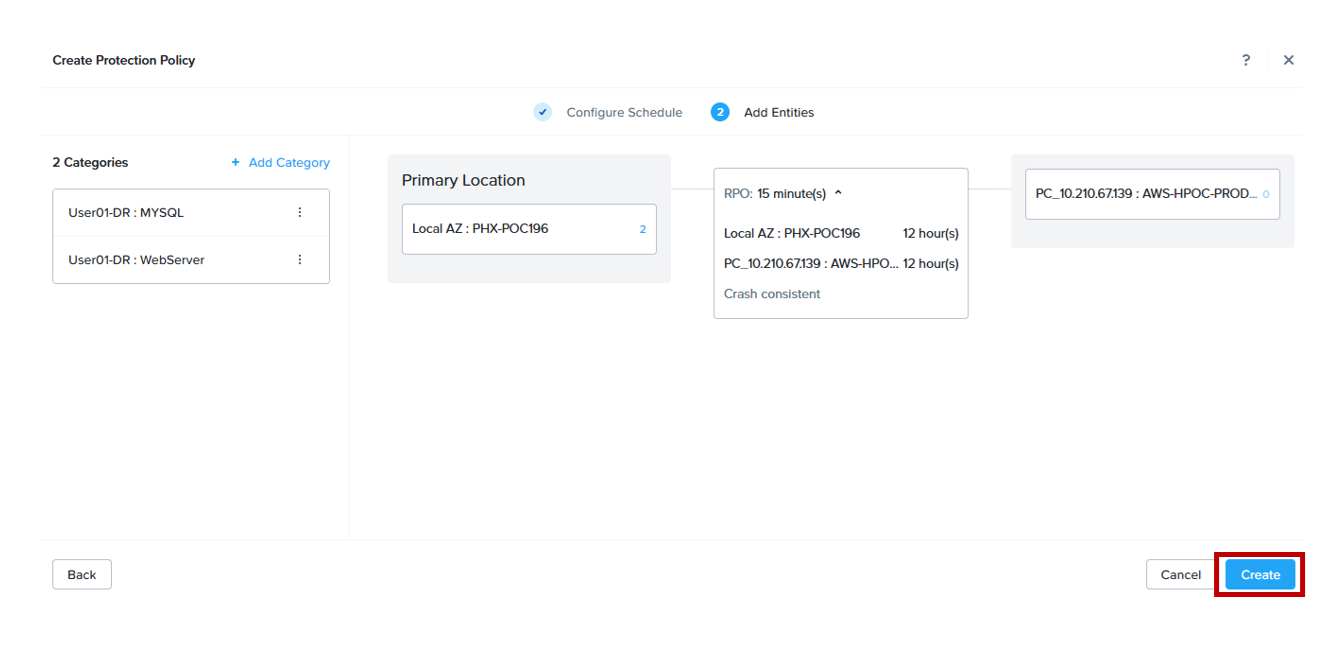 Create Protection Policy
?
Configure Schedule
2 Add Entities
2 Categories
+ Add Category
User01-DR : MYSQL
User01-DR : WebServer
Primary Location
Local AZ : PHX-POC196 2
RPO: 15 minute(s)
Local AZ : PHX-POC196 12 hour(s)
PC_10.210.67.139 : AWS-HPO... 12 hour(s)
Crash consistent
PC_10.210.67.139 : AWS-HPOC-PROD... 0
Back
Cancel
Create